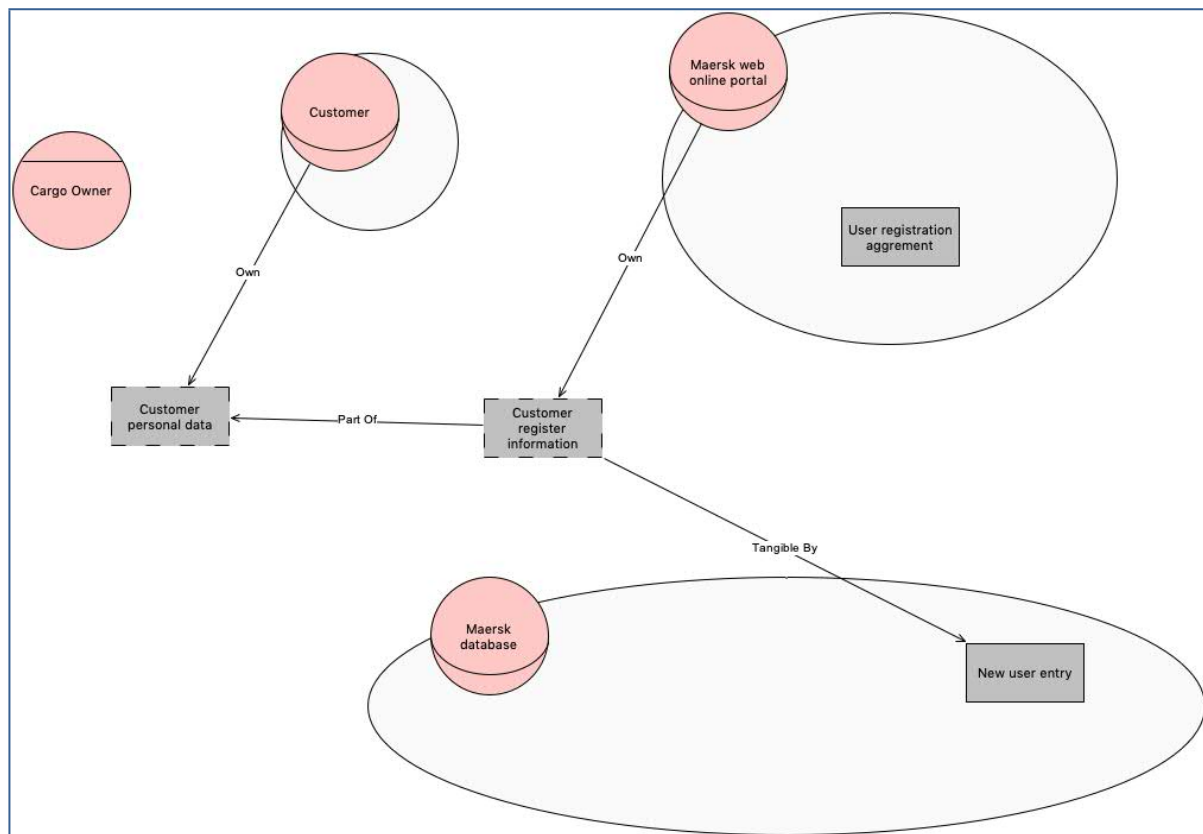 Maersk web
online portal
Customer
Cargo Owner
User registration
aggrement
Own
Own
Customer
personal data
Part Of
Customer
register
information
Tangible By
Maersk
database
New user entry